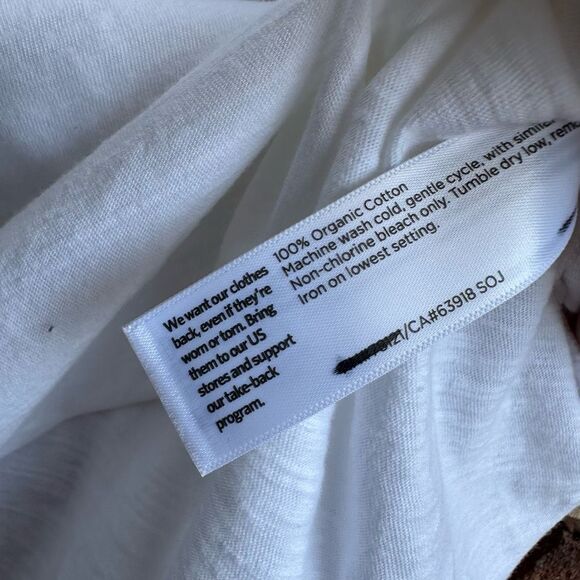 We want our clothes
back, even if they're
worn or torn. Bring
them to our US
stores and support
our take-back
program.
100% Organic Cotton
Machine wash cold, gentle cycle, with
Non-chlorine bleach only. Tumble dry low,
Iron on lowest setting.
/CA#63918 SOJ